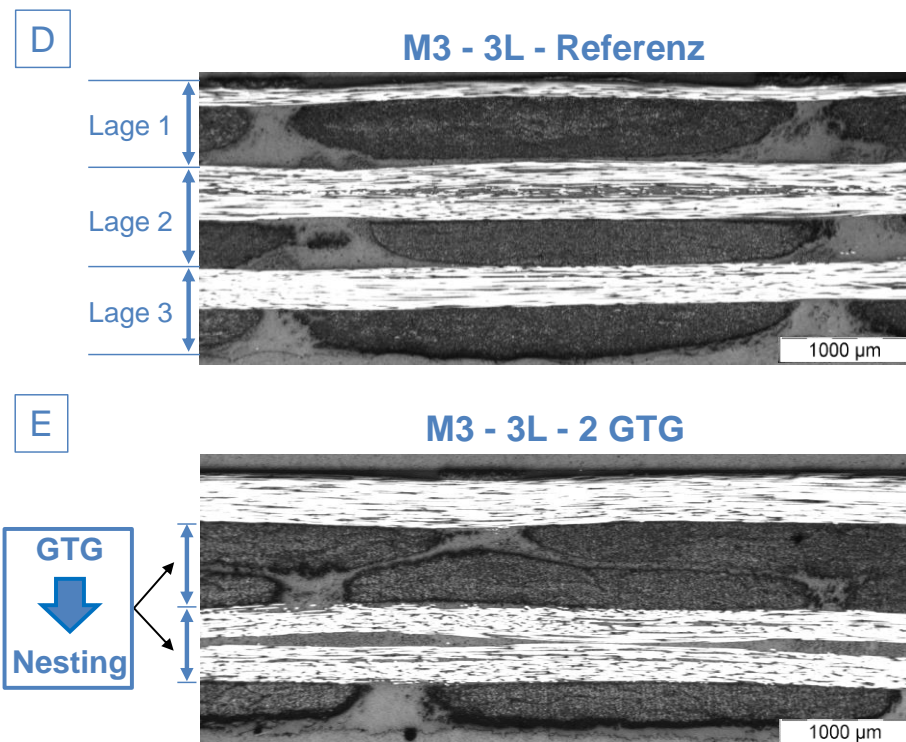 D
M3 - 3L - Referenz
Lage 1
Lage 2
Lage 3
1000 µm
E
M3 - 3L - 2 GTG
GTG
Nesting
1000 µm